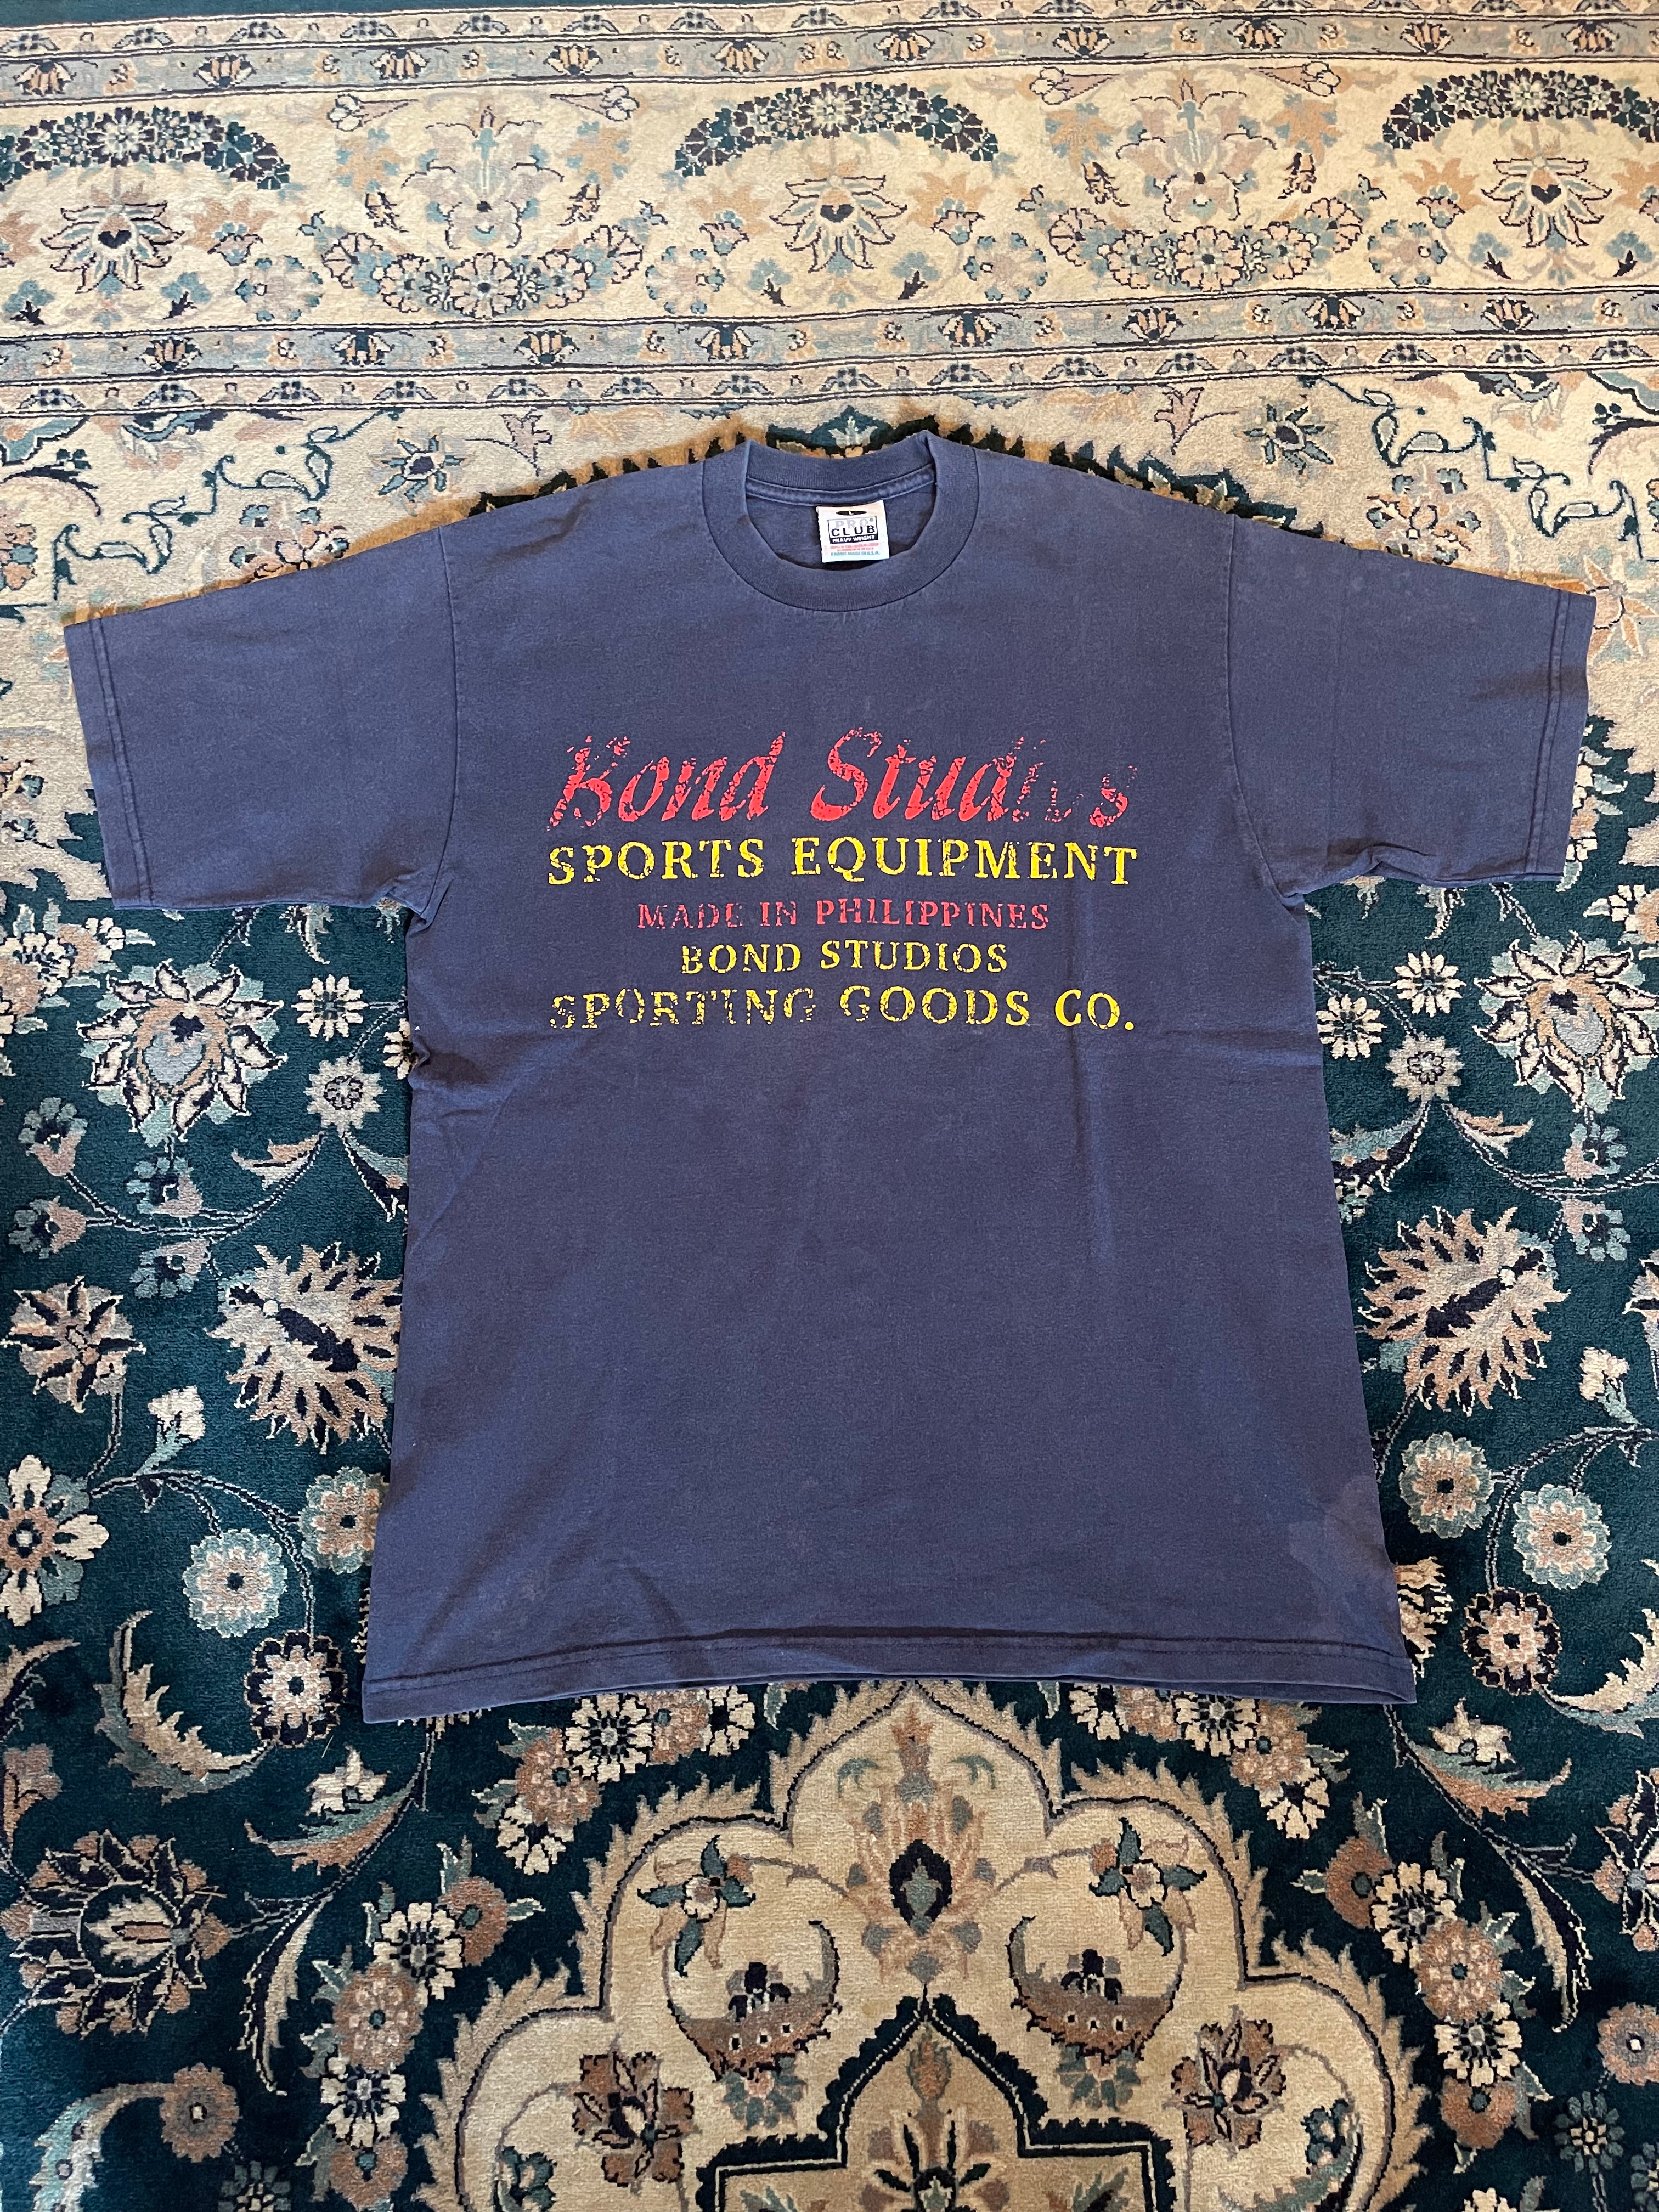 L
PRO
CLUB
HEAVY WEIGHT
Bond Studios
SPORTS EQUIPMENT
MADE IN PHILIPPINES
BOND STUDIOS
SPORTING GOODS CO.